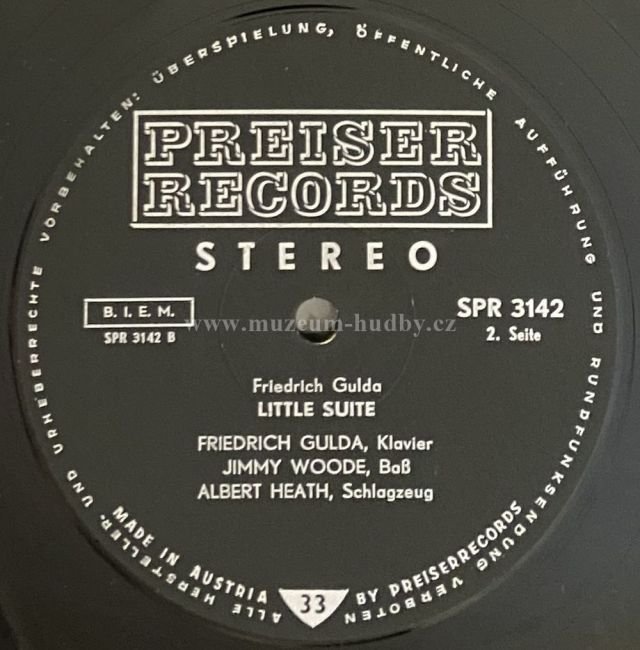 ALLE HERSTELLER- UND URHEBERRECHTE VORBEHALTEN: ÜBERSPIELUNG, ÖFFENTLICHE AUFFÜHRUNG UND RUNDFUNKSENDUNG VERBOTEN
PREISER
RECORDS
STEREO
B. I. E. M.
SPR 3142 B
SPR 3142
2. Seite
www.muzeum-hudby.cz
Friedrich Gulda
LITTLE SUITE
FRIEDRICH GULDA, Klavier
JIMMY WOODE, Baß
ALBERT HEATH, Schlagzeug
MADE IN AUSTRIA
33
BY PREISERRECORDS